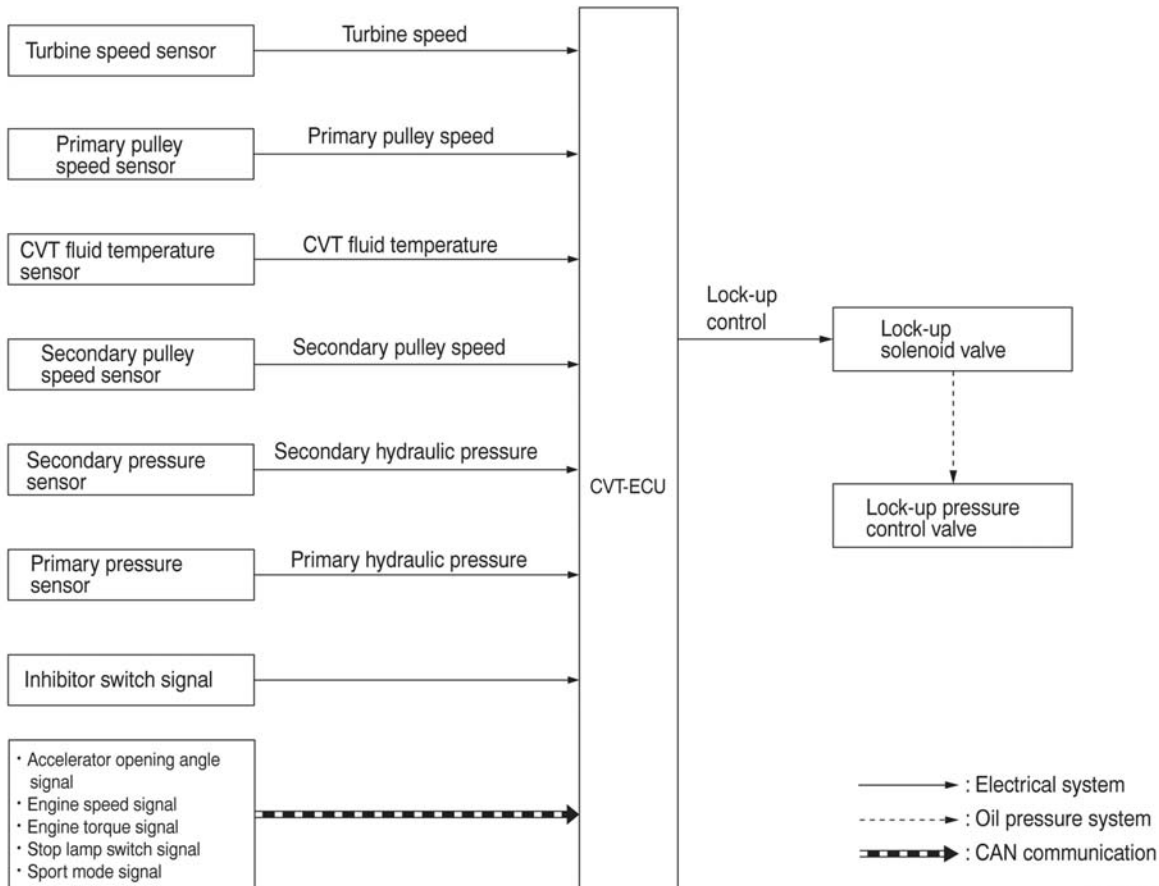 Turbine speed sensor
Turbine speed
Primary pulley
speed sensor
Primary pulley speed
CVT fluid temperature
sensor
CVT fluid temperature
Secondary pulley
speed sensor
Secondary pulley speed
Secondary pressure
sensor
Secondary hydraulic pressure
Primary pressure
sensor
Primary hydraulic pressure
Inhibitor switch signal
・Accelerator opening angle
signal
・Engine speed signal
・Engine torque signal
・Stop lamp switch signal
・Sport mode signal
CVT-ECU
Lock-up
control
Lock-up
solenoid valve
Lock-up pressure
control valve
: Electrical system
: Oil pressure system
: CAN communication